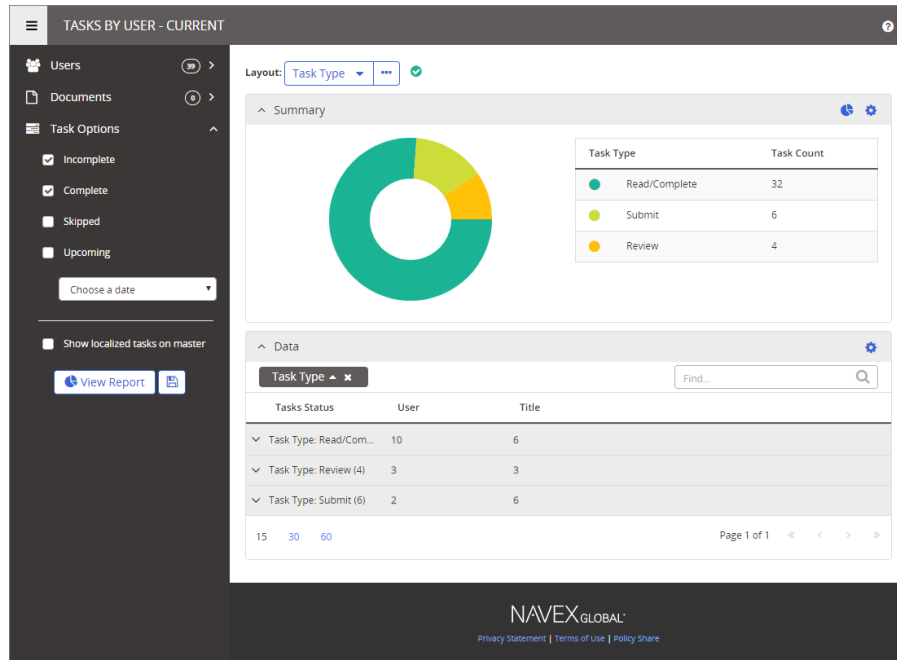 TASKS BY USER - CURRENT
Users 39
Documents 0
Task Options
Incomplete
Complete
Skipped
Upcoming
Choose a date
Show localized tasks on master
View Report
Layout: Task Type
Summary
Task Type Task Count
Read/Complete 32
Submit 6
Review 4
Data
Task Type
Find...
Tasks Status User Title
Task Type: Read/Com... 10 6
Task Type: Review (4) 3 3
Task Type: Submit (6) 2 6
15 30 60 Page 1 of 1
NAVEX GLOBAL
Privacy Statement | Terms of Use | Policy Share